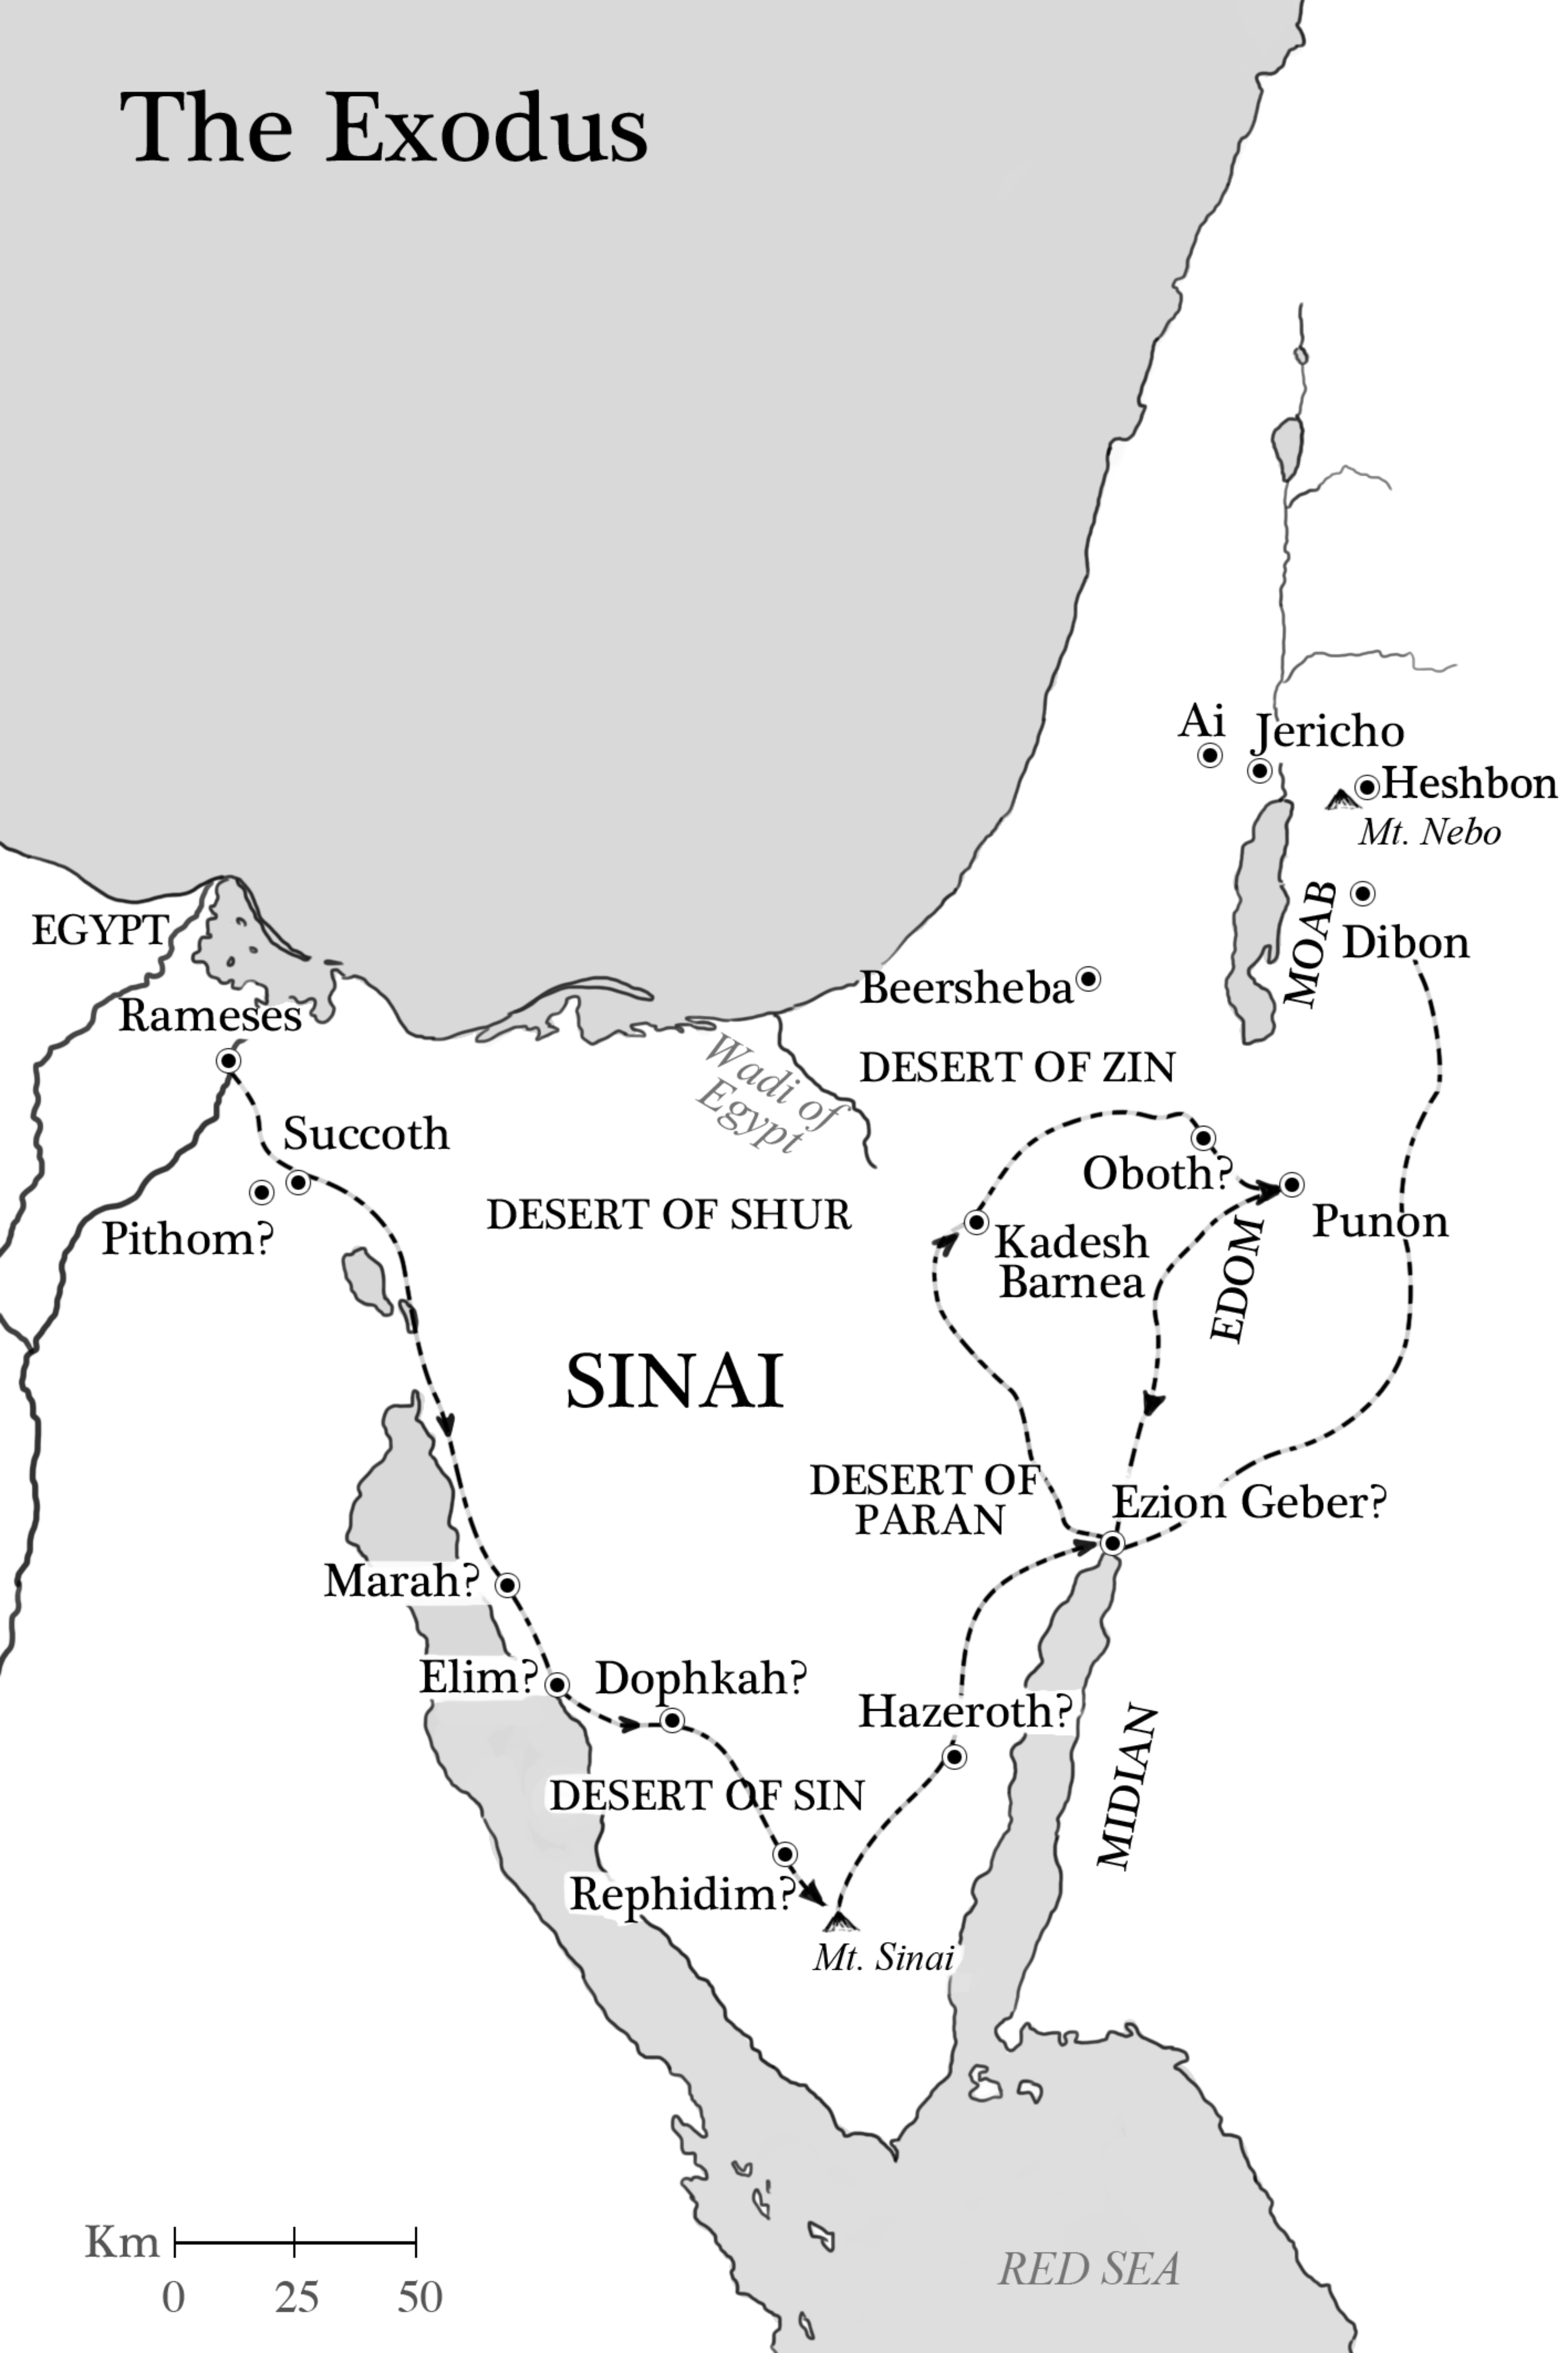 The Exodus
Ai
Jericho
Heshbon
Mt. Nebo
EGYPT
MOAB
Dibon
Beersheba
Rameses
Wadi of
Egypt
DESERT OF ZIN
Succoth
Oboth?
DESERT OF SHUR
Punon
Pithom?
Kadesh
Barnea
EDOM
SINAI
DESERT OF
PARAN
Ezion Geber?
Marah?
Elim?
Dophkah?
Hazeroth?
MIDIAN
DESERT OF SIN
Rephidim?
Mt. Sinai
Km
0 25 50
RED SEA